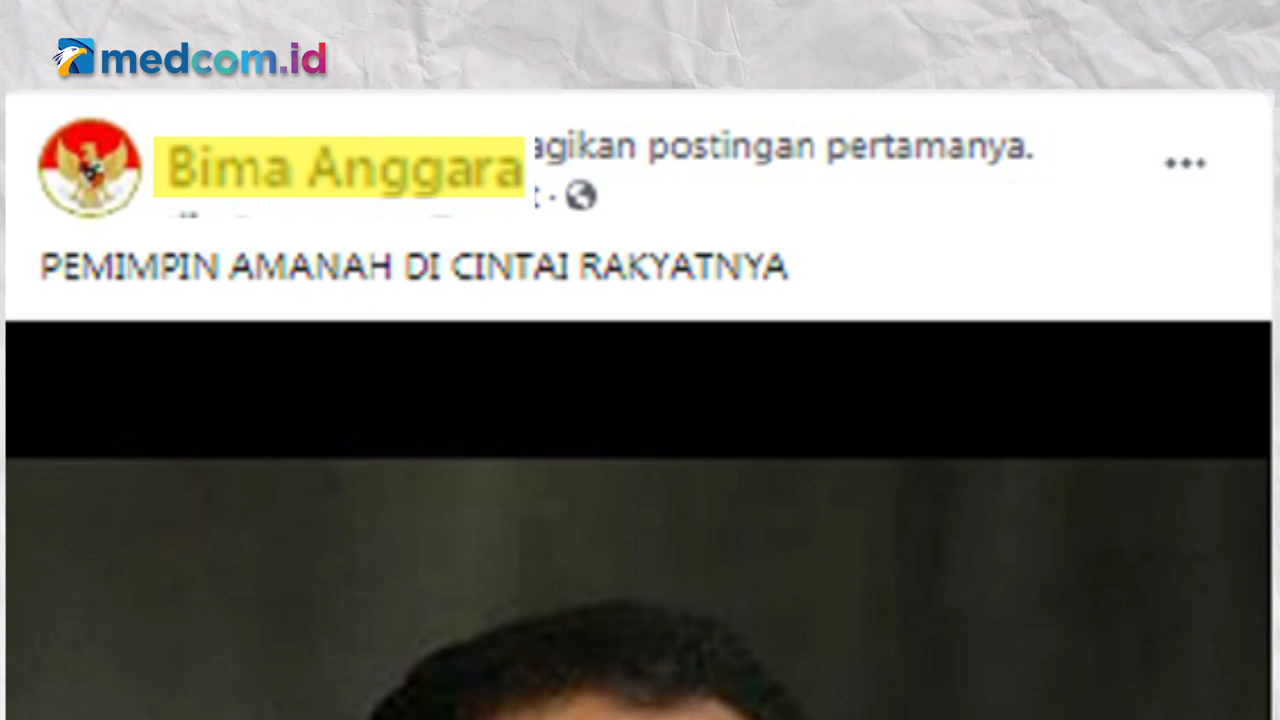 medcom.id
Bima Anggara agikan postingan pertamanya.
PEMIMPIN AMANAH DI CINTAI RAKYATNYA